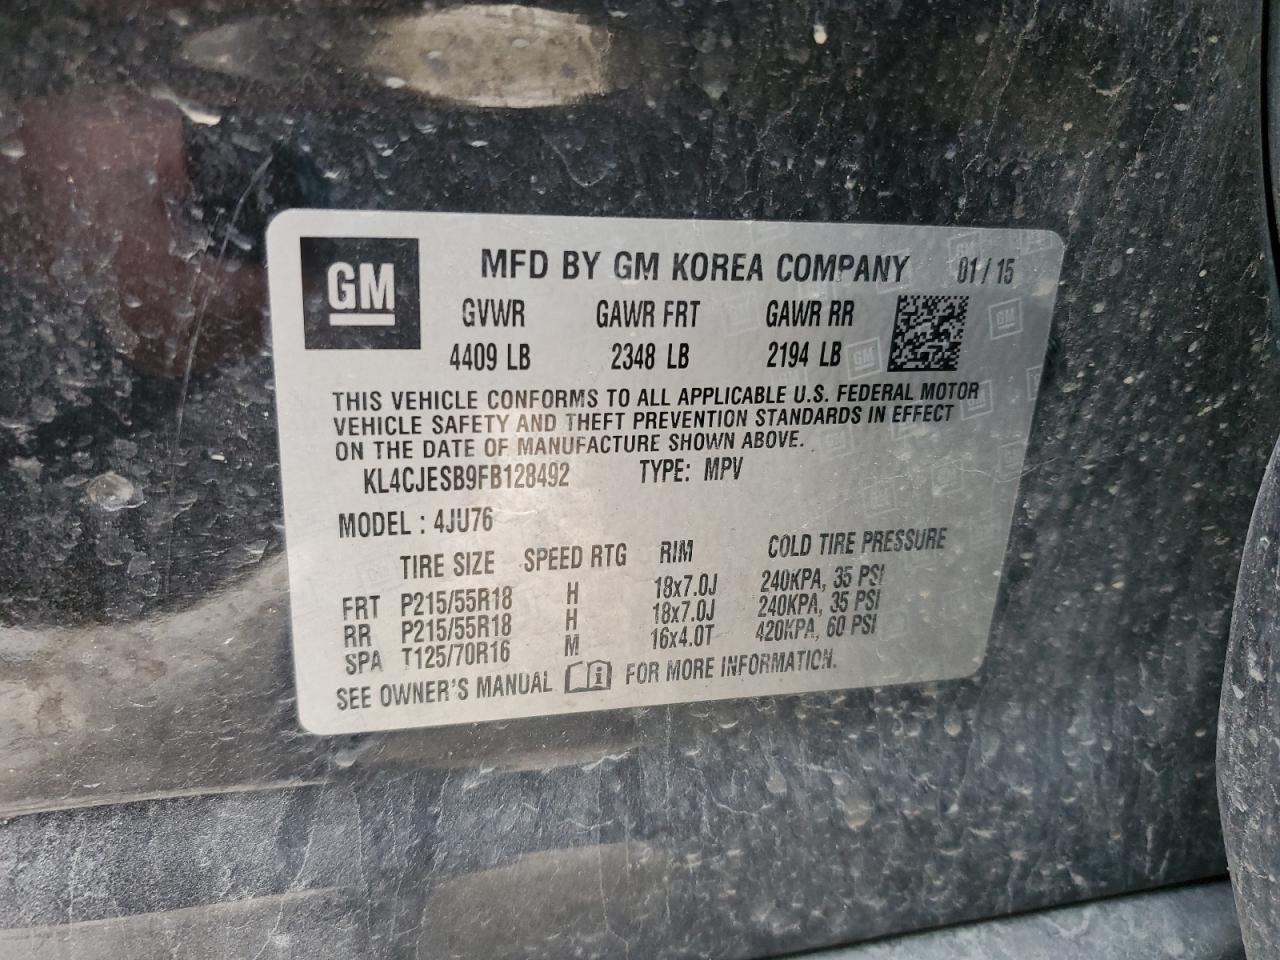 GM
MFD BY GM KOREA COMPANY 01 / 15
GVWR GAWR FRT GAWR RR
4409 LB 2348 LB 2194 LB
THIS VEHICLE CONFORMS TO ALL APPLICABLE U.S. FEDERAL MOTOR
VEHICLE SAFETY AND THEFT PREVENTION STANDARDS IN EFFECT
ON THE DATE OF MANUFACTURE SHOWN ABOVE.
KL4CJESB9FB128492 TYPE: MPV
MODEL : 4JU76
TIRE SIZE SPEED RTG RIM COLD TIRE PRESSURE
FRT P215/55R18 H 18x7.0J 240KPA, 35 PSI
RR P215/55R18 H 18x7.0J 240KPA, 35 PSI
SPA T125/70R16 M 16x4.0T 420KPA, 60 PSI
SEE OWNER'S MANUAL FOR MORE INFORMATION.